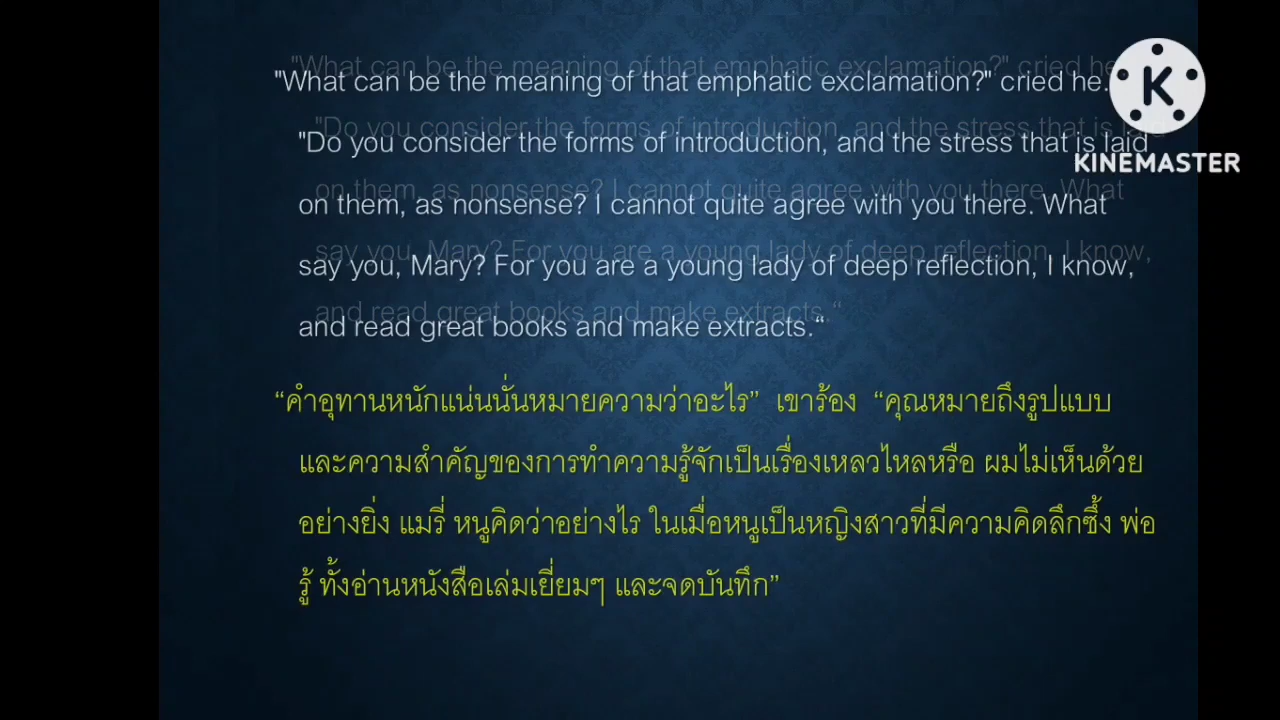 "What can be the meaning of that emphatic exclamation?" cried he.
"Do you consider the forms of introduction, and the stress that is laid
on them, as nonsense? I cannot quite agree with you there. What
say you, Mary? For you are a young lady of deep reflection, I know,
and read great books and make extracts.“
“คำอุทานหนักแน่นนั่นหมายความว่าอะไร” เขาร้อง “คุณหมายถึงรูปแบบ
และความสำคัญของการทำความรู้จักเป็นเรื่องเหลวไหลหรือ ผมไม่เห็นด้วย
อย่างยิ่ง แมรี่ หนูคิดว่าอย่างไร ในเมื่อหนูเป็นหญิงสาวที่มีความคิดลึกซึ้ง พ่อ
รู้ ทั้งอ่านหนังสือเล่มเยี่ยมๆ และจดบันทึก”
K
KINEMASTER